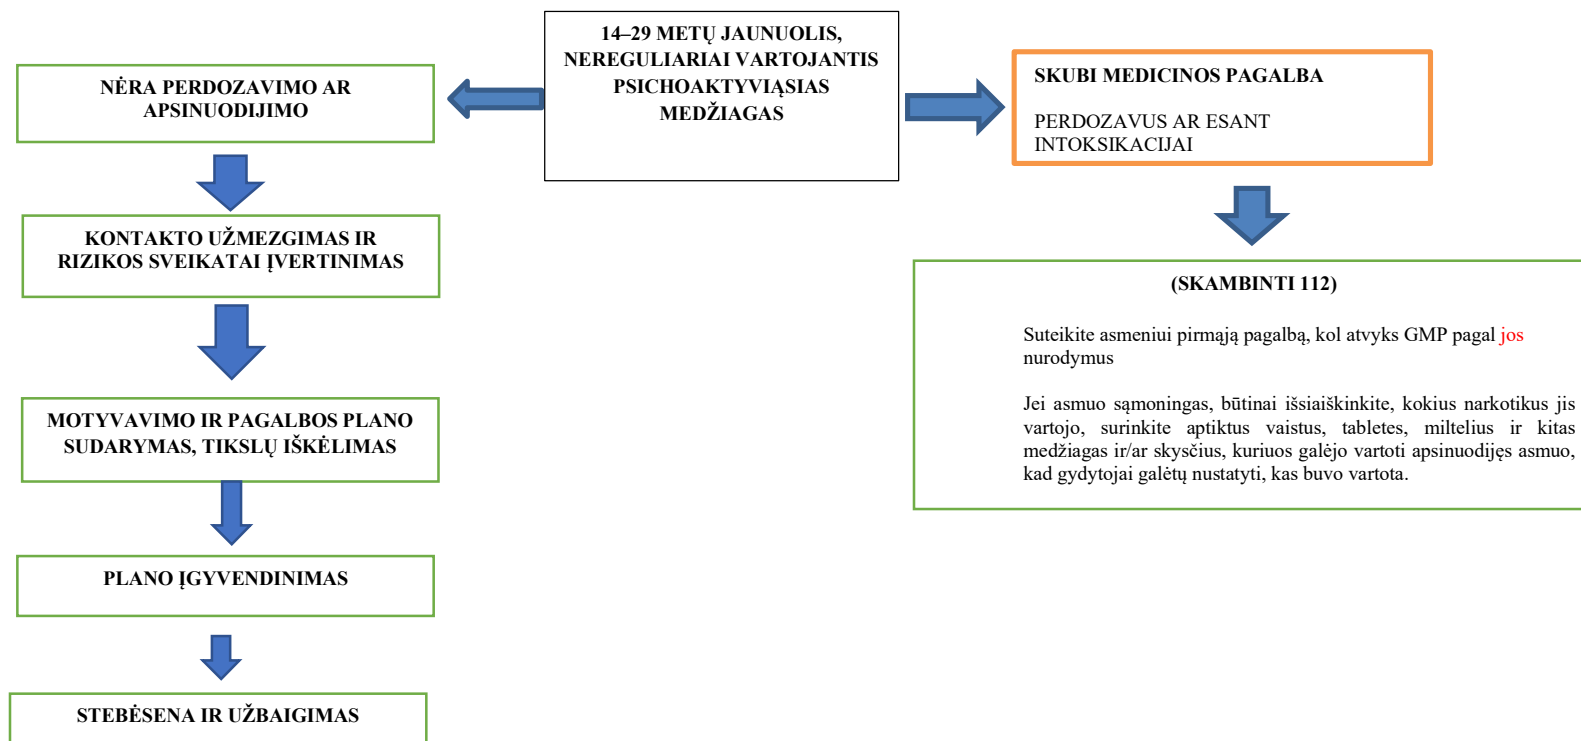 14–29 METŲ JAUNUOLIS,
NEREGULIARIAI VARTOJANTIS
PSICHOAKTYVIĄSIAS
MEDŽIAGAS
NĖRA PERDOZAVIMO AR
APSINUODIJIMO
KONTAKTO UŽMEZGIMAS IR
RIZIKOS SVEIKATAI ĮVERTINIMAS
MOTYVAVIMO IR PAGALBOS PLANO
SUDARYMAS, TIKSLŲ IŠKĖLIMAS
PLANO ĮGYVENDINIMAS
STEBĖSENA IR UŽBAIGIMAS
SKUBI MEDICINOS PAGALBA
PERDOZAVUS AR ESANT
INTOKSIKACIJAI
(SKAMBINTI 112)
Suteikite asmeniui pirmąją pagalbą, kol atvyks GMP pagal jos
nurodymus
Jei asmuo sąmoningas, būtinai išsiaiškinkite, kokius narkotikus jis
vartojo, surinkite aptiktus vaistus, tabletes, miltelius ir kitas
medžiagas ir/ar skysčius, kuriuos galėjo vartoti apsinuodijęs asmuo,
kad gydytojai galėtų nustatyti, kas buvo vartota.